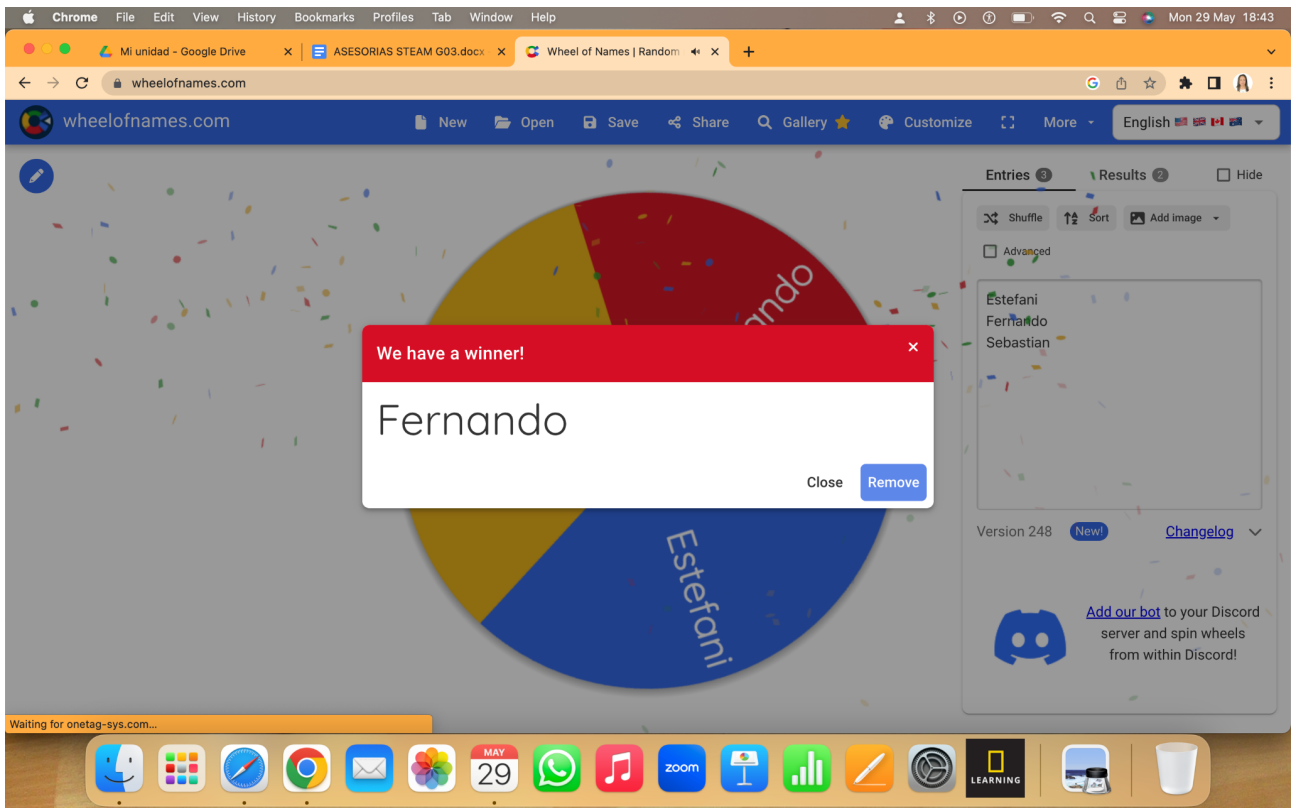 Chrome File Edit View History Bookmarks Profiles Tab Window Help Mon 29 May 18:43
Mi unidad - Google Drive ASESORIAS STEAM G03.docx Wheel of Names | Random
wheelofnames.com
wheelofnames.com New Open Save Share Gallery Customize More English
Entries 3 Results 2 Hide
Shuffle Sort Add image
Advanced
Estefani
Fernando
Sebastian
ando
We have a winner!
Fernando
Close Remove
Estefani
Version 248 New! Changelog
Add our bot to your Discord
server and spin wheels
from within Discord!
Waiting for onetag-sys.com...
MAY
29
zoom
LEARNING